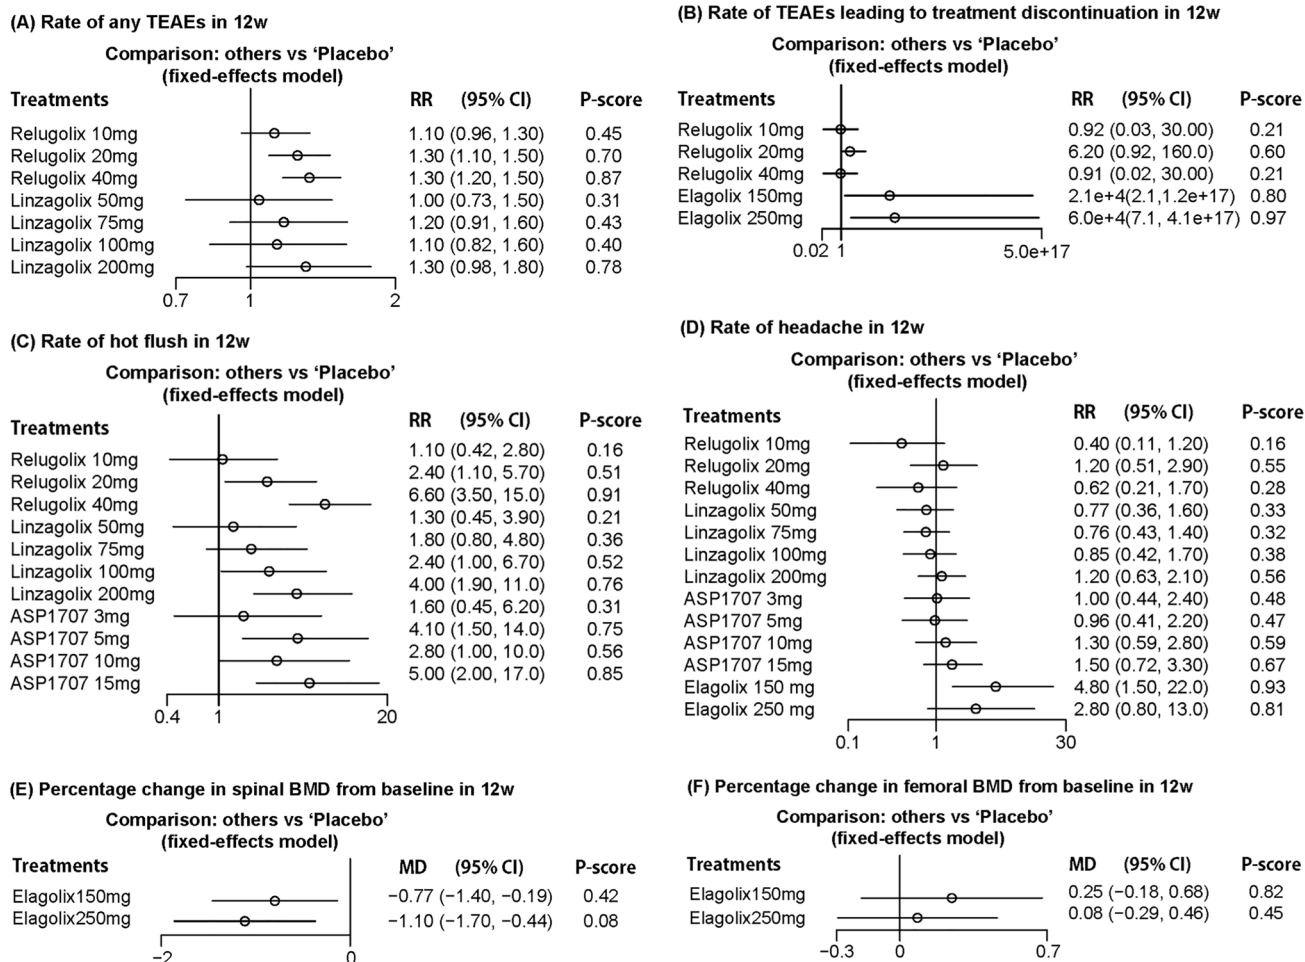 (A) Rate of any TEAEs in 12w
Comparison: others vs ‘Placebo’
(fixed-effects model)
Treatments RR (95% CI) P-score
Relugolix 10mg 1.10 (0.96, 1.30) 0.45
Relugolix 20mg 1.30 (1.10, 1.50) 0.70
Relugolix 40mg 1.30 (1.20, 1.50) 0.87
Linzagolix 50mg 1.00 (0.73, 1.50) 0.31
Linzagolix 75mg 1.20 (0.91, 1.60) 0.43
Linzagolix 100mg 1.10 (0.82, 1.60) 0.40
Linzagolix 200mg 1.30 (0.98, 1.80) 0.78
0.7 1 2
(B) Rate of TEAEs leading to treatment discontinuation in 12w
Comparison: others vs ‘Placebo’
(fixed-effects model)
Treatments RR (95% CI) P-score
Relugolix 10mg 0.92 (0.03, 30.00) 0.21
Relugolix 20mg 6.20 (0.92, 160.0) 0.60
Relugolix 40mg 0.91 (0.02, 30.00) 0.21
Elagolix 150mg 2.1e+4(2.1,1.2e+17) 0.80
Elagolix 250mg 6.0e+4(7.1, 4.1e+17) 0.97
0.02 1 5.0e+17
(C) Rate of hot flush in 12w
Comparison: others vs ‘Placebo’
(fixed-effects model)
Treatments RR (95% CI) P-score
Relugolix 10mg 1.10 (0.42, 2.80) 0.16
Relugolix 20mg 2.40 (1.10, 5.70) 0.51
Relugolix 40mg 6.60 (3.50, 15.0) 0.91
Linzagolix 50mg 1.30 (0.45, 3.90) 0.21
Linzagolix 75mg 1.80 (0.80, 4.80) 0.36
Linzagolix 100mg 2.40 (1.00, 6.70) 0.52
Linzagolix 200mg 4.00 (1.90, 11.0) 0.76
ASP1707 3mg 1.60 (0.45, 6.20) 0.31
ASP1707 5mg 4.10 (1.50, 14.0) 0.75
ASP1707 10mg 2.80 (1.00, 10.0) 0.56
ASP1707 15mg 5.00 (2.00, 17.0) 0.85
0.4 1 20
(D) Rate of headache in 12w
Comparison: others vs ‘Placebo’
(fixed-effects model)
Treatments RR (95% CI) P-score
Relugolix 10mg 0.40 (0.11, 1.20) 0.16
Relugolix 20mg 1.20 (0.51, 2.90) 0.55
Relugolix 40mg 0.62 (0.21, 1.70) 0.28
Linzagolix 50mg 0.77 (0.36, 1.60) 0.33
Linzagolix 75mg 0.76 (0.43, 1.40) 0.32
Linzagolix 100mg 0.85 (0.42, 1.70) 0.38
Linzagolix 200mg 1.20 (0.63, 2.10) 0.56
ASP1707 3mg 1.00 (0.44, 2.40) 0.48
ASP1707 5mg 0.96 (0.41, 2.20) 0.47
ASP1707 10mg 1.30 (0.59, 2.80) 0.59
ASP1707 15mg 1.50 (0.72, 3.30) 0.67
Elagolix 150 mg 4.80 (1.50, 22.0) 0.93
Elagolix 250 mg 2.80 (0.80, 13.0) 0.81
0.1 1 30
(E) Percentage change in spinal BMD from baseline in 12w
Comparison: others vs ‘Placebo’
(fixed-effects model)
Treatments MD (95% CI) P-score
Elagolix150mg −0.77 (−1.40, −0.19) 0.42
Elagolix250mg −1.10 (−1.70, −0.44) 0.08
−2 0
(F) Percentage change in femoral BMD from baseline in 12w
Comparison: others vs ‘Placebo’
(fixed-effects model)
Treatments MD (95% CI) P-score
Elagolix150mg 0.25 (−0.18, 0.68) 0.82
Elagolix250mg 0.08 (−0.29, 0.46) 0.45
−0.3 0 0.7